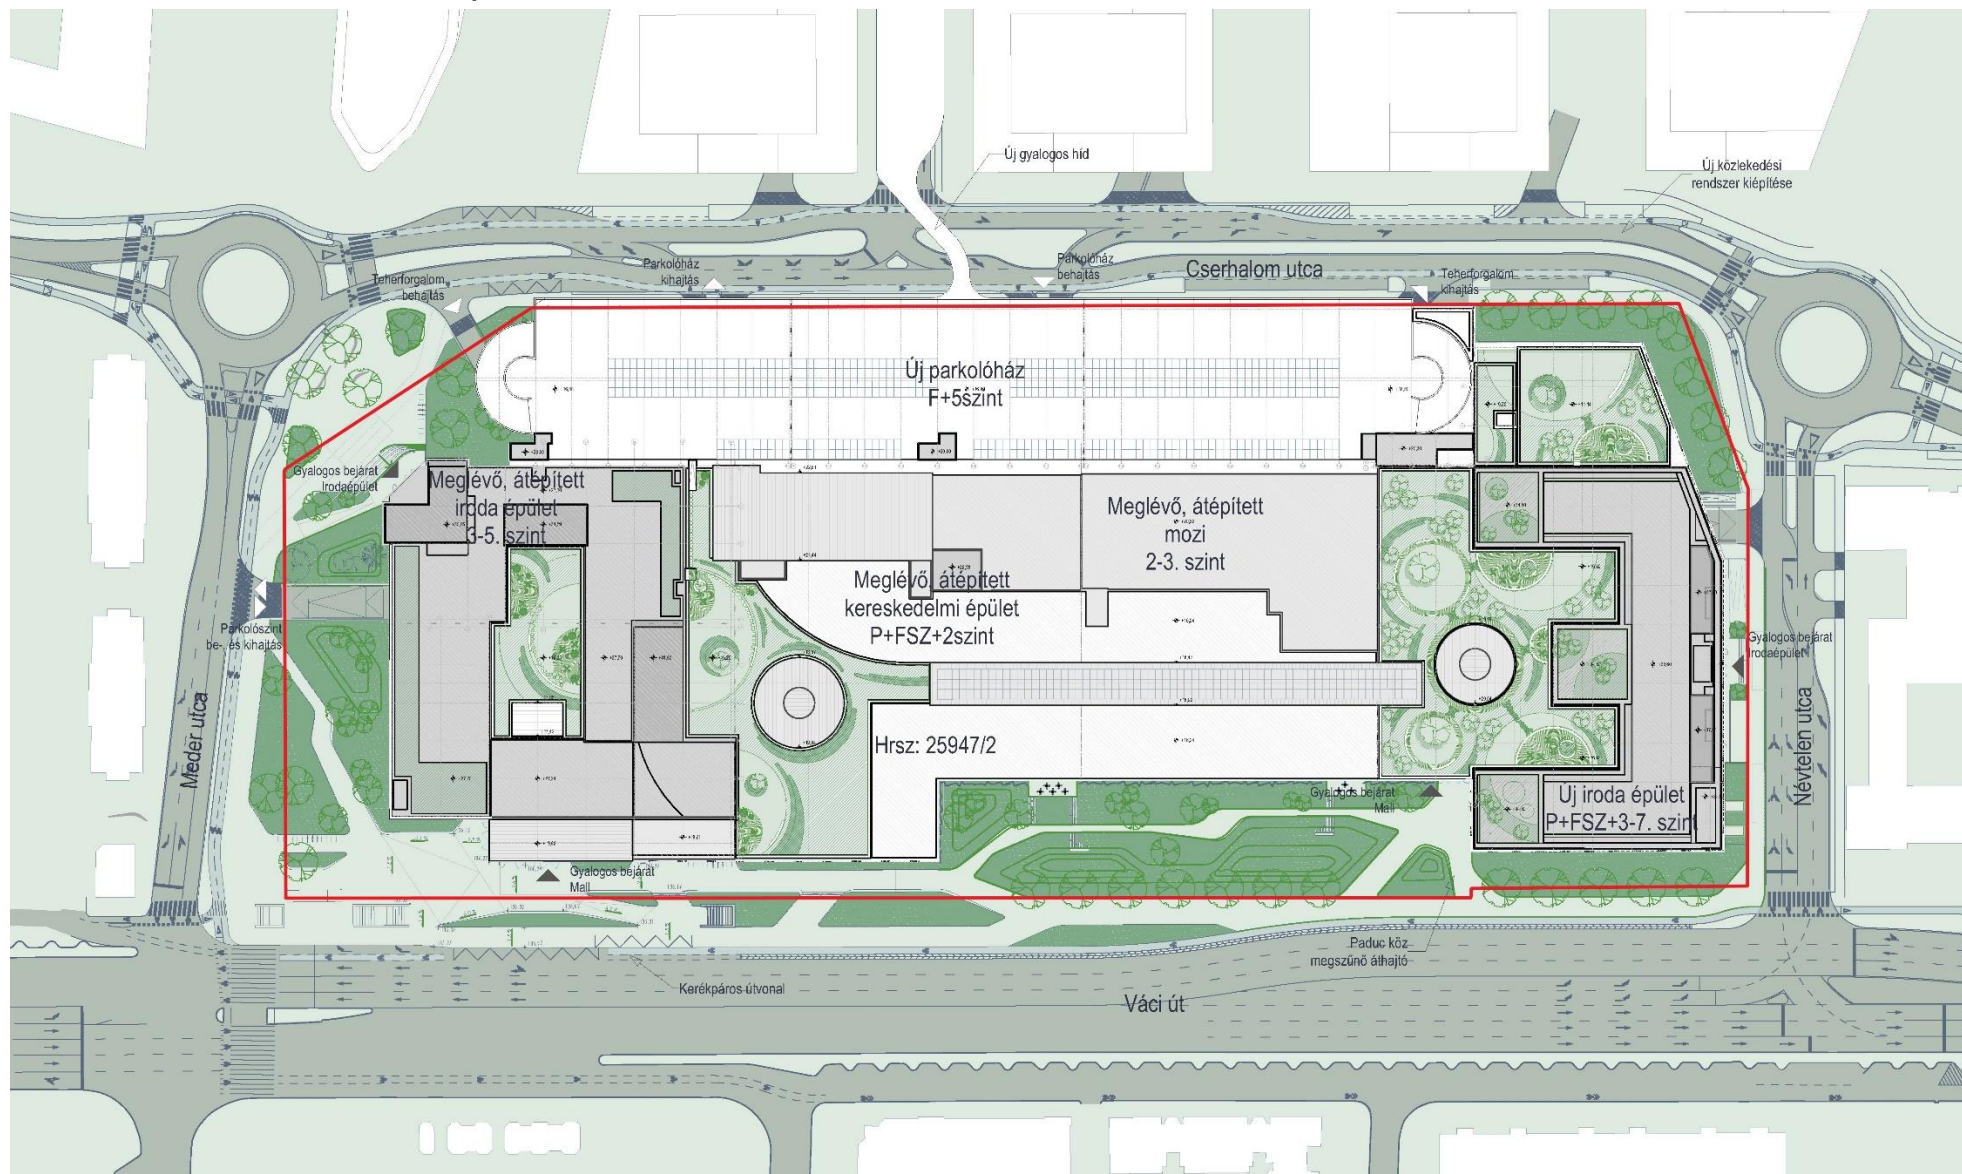 Új gyalogos híd
Új közlekedési
rendszer kiépítése
Teherforgalom
behajtás
Parkolóház
kihajtás
Parkolóház
behajtás
Cserhalom utca
Teherforgalom
kihajtás
Új parkolóház
F+5szint
Gyalogos bejárat
Irodaépület
Meglévő, átépített
iroda épület
3-5. szint
Meglévő, átépített
mozi
2-3. szint
Meglévő, átépített
kereskedelmi épület
P+FSZ+2szint
Parkolószint
be-, és kihajtás
Gyalogos bejárat
Irodaépület
Meder utca
Névtelen utca
Hrsz: 25947/2
Gyalogos bejárat
Mall
Új iroda épület
P+FSZ+3-7. szint
Gyalogos bejárat
Mall
Paduc köz
megszűnő áthajtó
Kerékpáros útvonal
Váci út